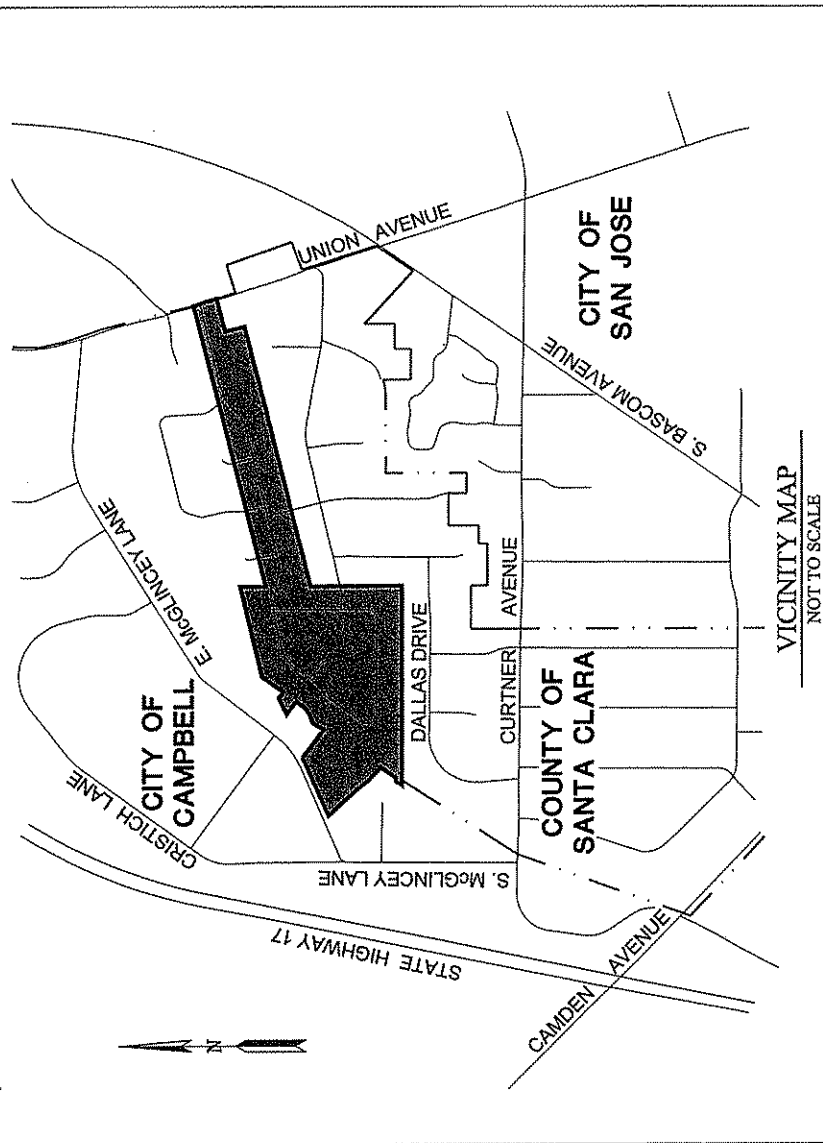 CITY OF
CAMPBELL
CRISTICH LANE
E. McGLINCEY LANE
UNION AVENUE
STATE HIGHWAY 17
S. McGLINCEY LANE
DALLAS DRIVE
CURTNER AVENUE
CITY OF
SAN JOSE
S. BASCOM AVENUE
COUNTY OF
SANTA CLARA
CAMDEN AVENUE
N
VICINITY MAP
NOT TO SCALE